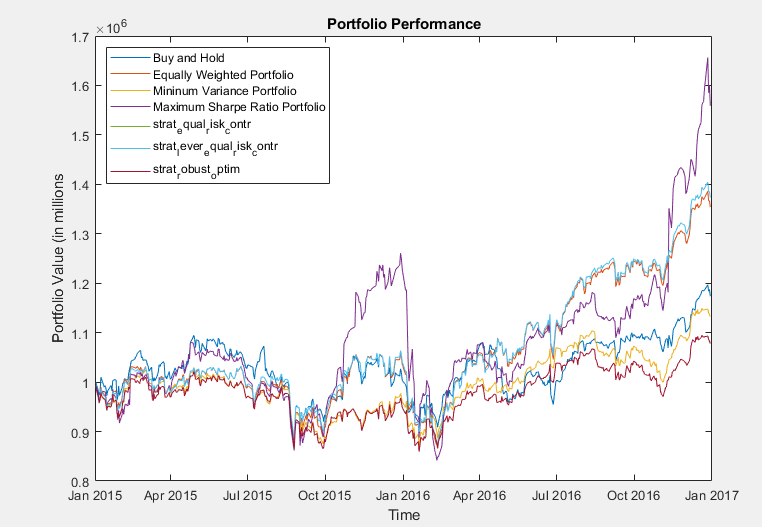 Portfolio Performance
×10^6
1.7
1.6
1.5
1.4
1.3
1.2
1.1
1
0.9
0.8
Portfolio Value (in millions
Buy and Hold
Equally Weighted Portfolio
Mininum Variance Portfolio
Maximum Sharpe Ratio Portfolio
strat_equal_risk_contr
strat_lever_equal_risk_contr
strat_robust_optim
Jan 2015 Apr 2015 Jul 2015 Oct 2015 Jan 2016 Apr 2016 Jul 2016 Oct 2016 Jan 2017
Time